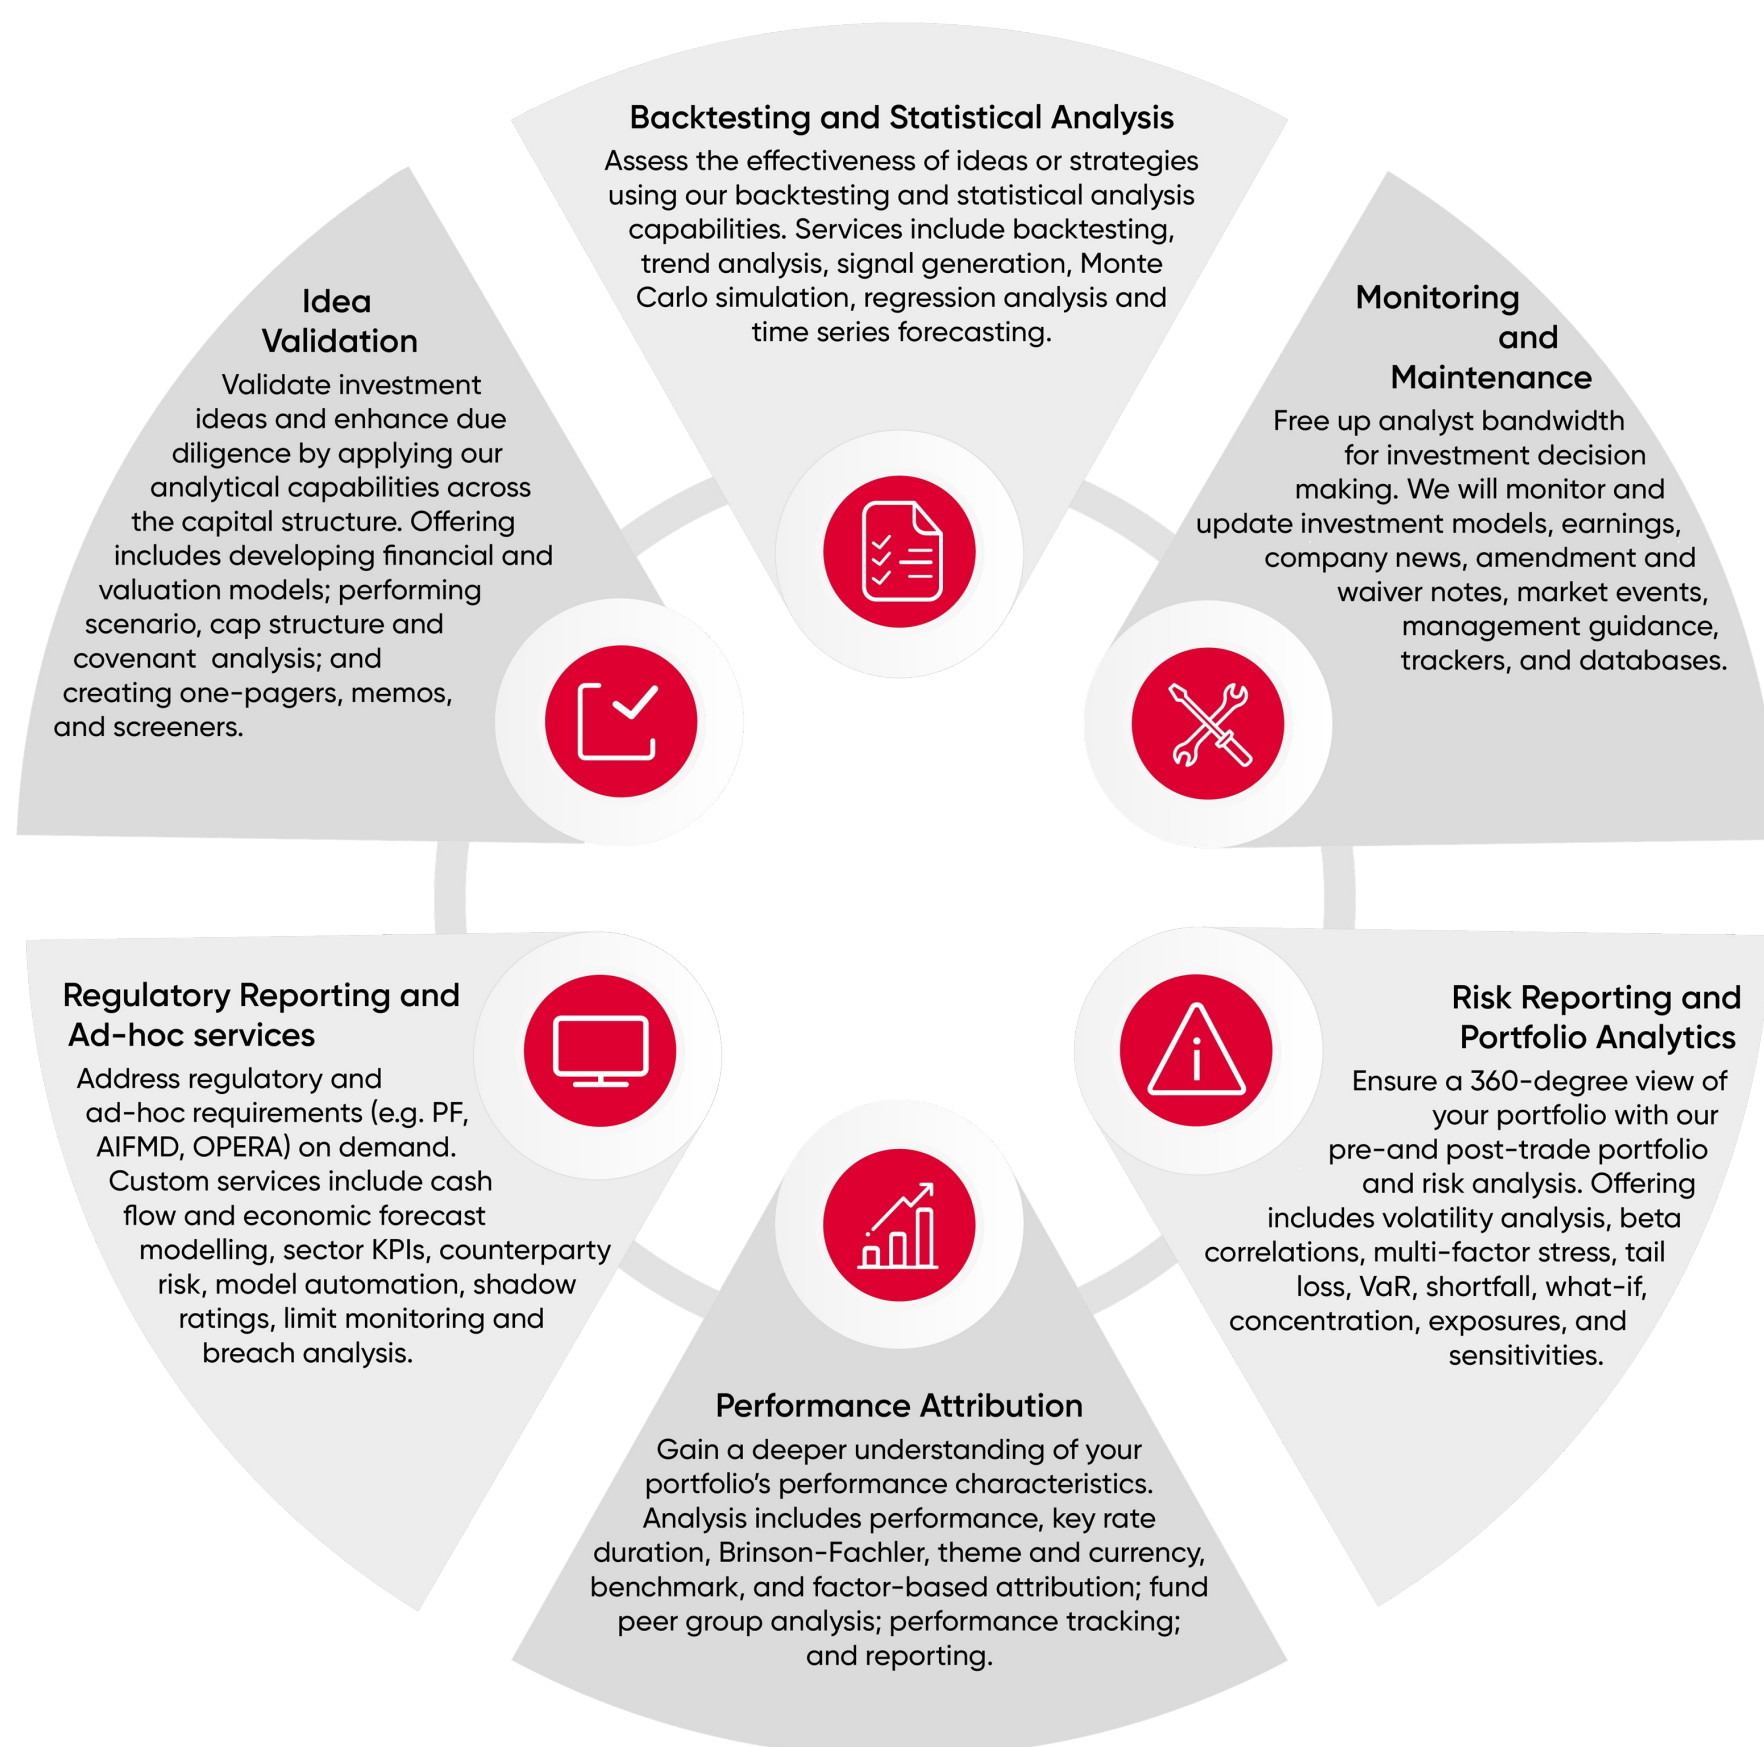 Backtesting and Statistical Analysis
Assess the effectiveness of ideas or strategies
using our backtesting and statistical analysis
capabilities. Services include backtesting,
trend analysis, signal generation, Monte
Carlo simulation, regression analysis and
time series forecasting.
Monitoring
and
Maintenance
Free up analyst bandwidth
for investment decision
making. We will monitor and
update investment models, earnings,
company news, amendment and
waiver notes, market events,
management guidance,
trackers, and databases.
Risk Reporting and
Portfolio Analytics
Ensure a 360-degree view of
your portfolio with our
pre-and post-trade portfolio
and risk analysis. Offering
includes volatility analysis, beta
correlations, multi-factor stress, tail
loss, VaR, shortfall, what-if,
concentration, exposures, and
sensitivities.
Performance Attribution
Gain a deeper understanding of your
portfolio’s performance characteristics.
Analysis includes performance, key rate
duration, Brinson-Fachler, theme and currency,
benchmark, and factor-based attribution; fund
peer group analysis; performance tracking;
and reporting.
Regulatory Reporting and
Ad-hoc services
Address regulatory and
ad-hoc requirements (e.g. PF,
AIFMD, OPERA) on demand.
Custom services include cash
flow and economic forecast
modelling, sector KPIs, counterparty
risk, model automation, shadow
ratings, limit monitoring and
breach analysis.
Idea
Validation
Validate investment
ideas and enhance due
diligence by applying our
analytical capabilities across
the capital structure. Offering
includes developing financial and
valuation models; performing
scenario, cap structure and
covenant analysis; and
creating one-pagers, memos,
and screeners.